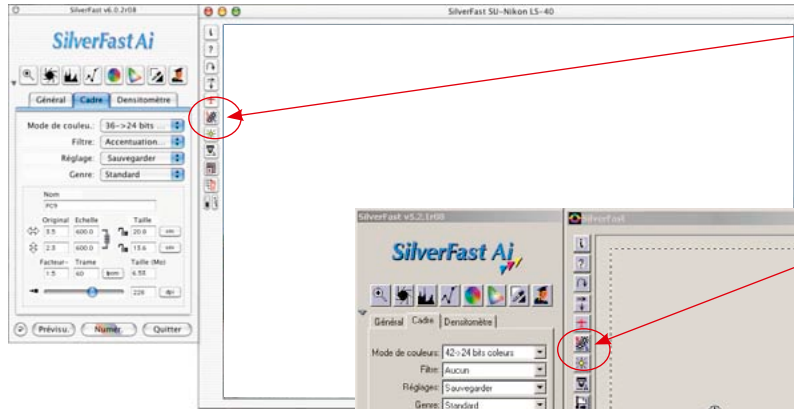 SilverFast v6.0.2r08
SilverFast SU-Nikon LS-40
SilverFast Ai
Général Cadre Densitomètre
Mode de couleu.: 36->24 bits ...
Filtre: Accentuation...
Réglage: Sauvegarder
Genre: Standard
Nom
Original Echelle Taille
3.5 600.0 20.8 cm
2.3 600.0 13.6 cm
Facteur- Trame Taille (Mo)
1.5 60 lpcm 6.53
226 dpi
Prévisu. Numér. Quitter
SilverFast v5.2.1r08
SilverFast
SilverFast Ai
Général Cadre Densitomètre
Mode de couleurs: 42->24 bits coleurs
Filtre: Aucun
Réglages: Sauvegarder
Genre: Standard